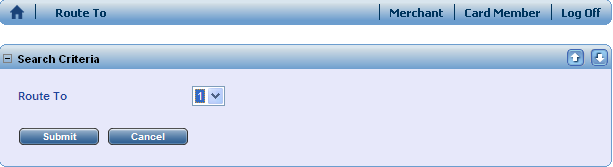 Route To Merchant Card Member Log Off
Search Criteria
Route To 1
Submit Cancel